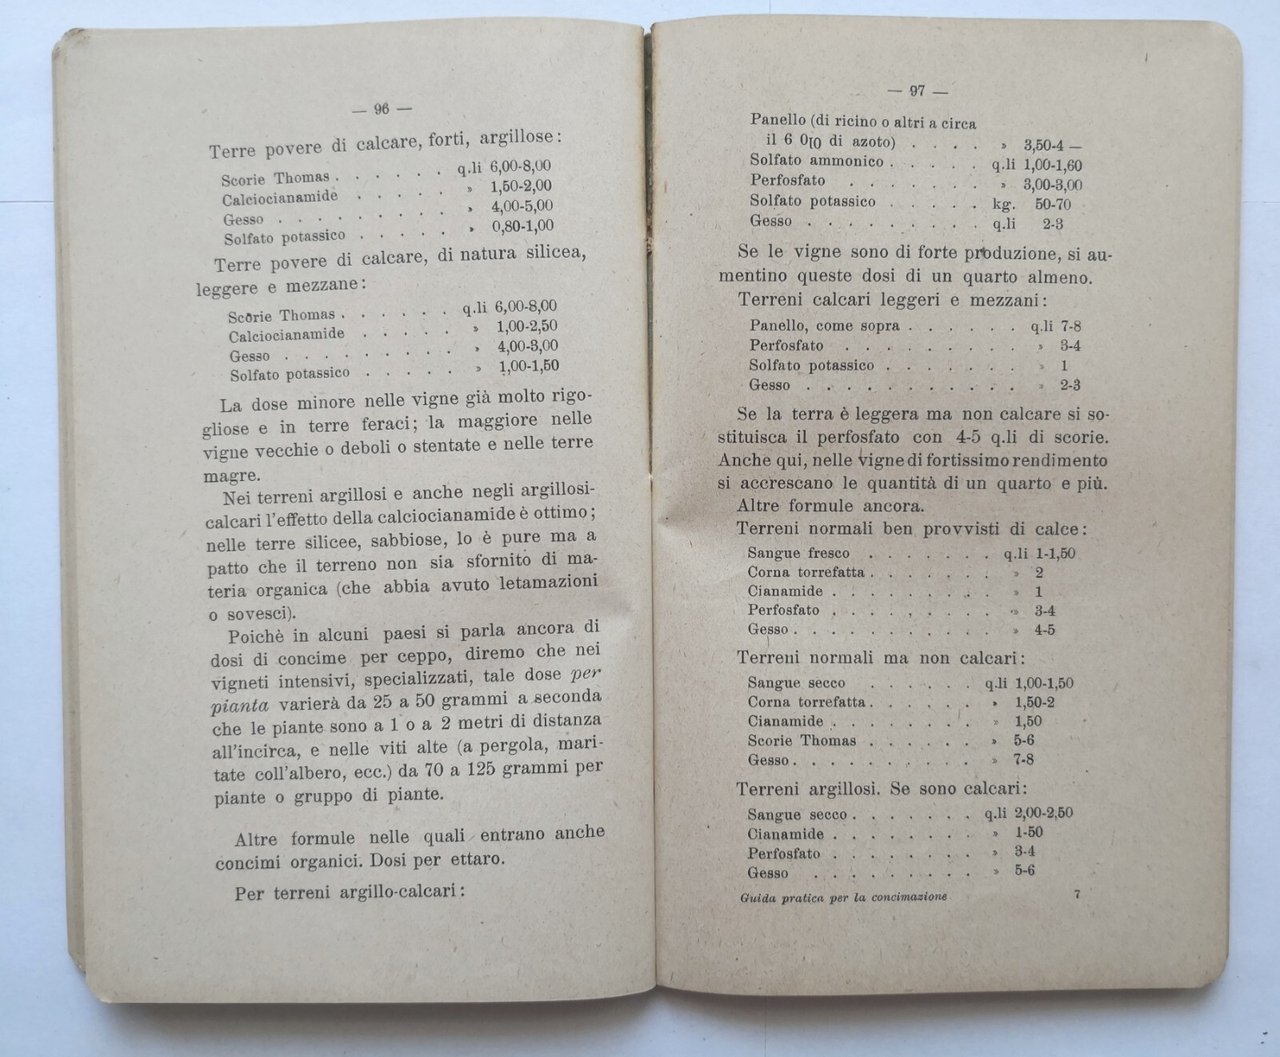 — 96 —
Terre povere di calcare, forti, argillose:
Scorie Thomas . . . . . . q.li 6,00-8,00
Calciocianamide . . . . . » 1,50-2,00
Gesso . . . . . . . . . » 4,00-5,00
Solfato potassico . . . . . » 0,80-1,00
Terre povere di calcare, di natura silicea,
leggere e mezzane:
Scorie Thomas . . . . . . q.li 6,00-8,00
Calciocianamide . . . . . » 1,00-2,50
Gesso . . . . . . . . . » 4,00-3,00
Solfato potassico . . . . . » 1,00-1,50
La dose minore nelle vigne già molto rigo-
gliose e in terre feraci; la maggiore nelle
vigne vecchie o deboli o stentate e nelle terre
magre.
Nei terreni argillosi e anche negli argillosi-
calcari l'effetto della calciocianamide è ottimo;
nelle terre silicee, sabbiose, lo è pure ma a
patto che il terreno non sia sfornito di ma-
teria organica (che abbia avuto letamazioni
o sovesci).
Poichè in alcuni paesi si parla ancora di
dosi di concime per ceppo, diremo che nei
vigneti intensivi, specializzati, tale dose per
pianta varierà da 25 a 50 grammi a seconda
che le piante sono a 1 o a 2 metri di distanza
all'incirca, e nelle viti alte (a pergola, mari-
tate coll'albero, ecc.) da 70 a 125 grammi per
piante o gruppo di piante.
Altre formule nelle quali entrano anche
concimi organici. Dosi per ettaro.
Per terreni argillo-calcari:
— 97 —
Panello (di ricino o altri a circa
il 6 0[0 di azoto) . . . . » 3,50-4 —
Solfato ammonico . . . . . q.li 1,00-1,60
Perfosfato . . . . . . . » 3,00-3,00
Solfato potassico . . . . . kg. 50-70
Gesso . . . . . . . . . q.li 2-3
Se le vigne sono di forte produzione, si au-
mentino queste dosi di un quarto almeno.
Terreni calcari leggeri e mezzani:
Panello, come sopra . . . . . . q.li 7-8
Perfosfato . . . . . . . . . » 3-4
Solfato potassico . . . . . . . » 1
Gesso . . . . . . . . . . . » 2-3
Se la terra è leggera ma non calcare si so-
stituisca il perfosfato con 4-5 q.li di scorie.
Anche qui, nelle vigne di fortissimo rendimento
si accrescano le quantità di un quarto e più.
Altre formule ancora.
Terreni normali ben provvisti di calce:
Sangue fresco . . . . . . . q.li 1-1,50
Corna torrefatta . . . . . . . » 2
Cianamide . . . . . . . . . » 1
Perfosfato . . . . . . . . . » 3-4
Gesso . . . . . . . . . . . » 4-5
Terreni normali ma non calcari:
Sangue secco . . . . . . q.li 1,00-1,50
Corna torrefatta . . . . . . » 1,50-2
Cianamide . . . . . . . . » 1,50
Scorie Thomas . . . . . . » 5-6
Gesso . . . . . . . . . . » 7-8
Terreni argillosi. Se sono calcari:
Sangue secco . . . . . . . q.li 2,00-2,50
Cianamide . . . . . . . . » 1-50
Perfosfato . . . . . . . . » 3-4
Gesso . . . . . . . . . » 5-6
Guida pratica per la concimazione 7